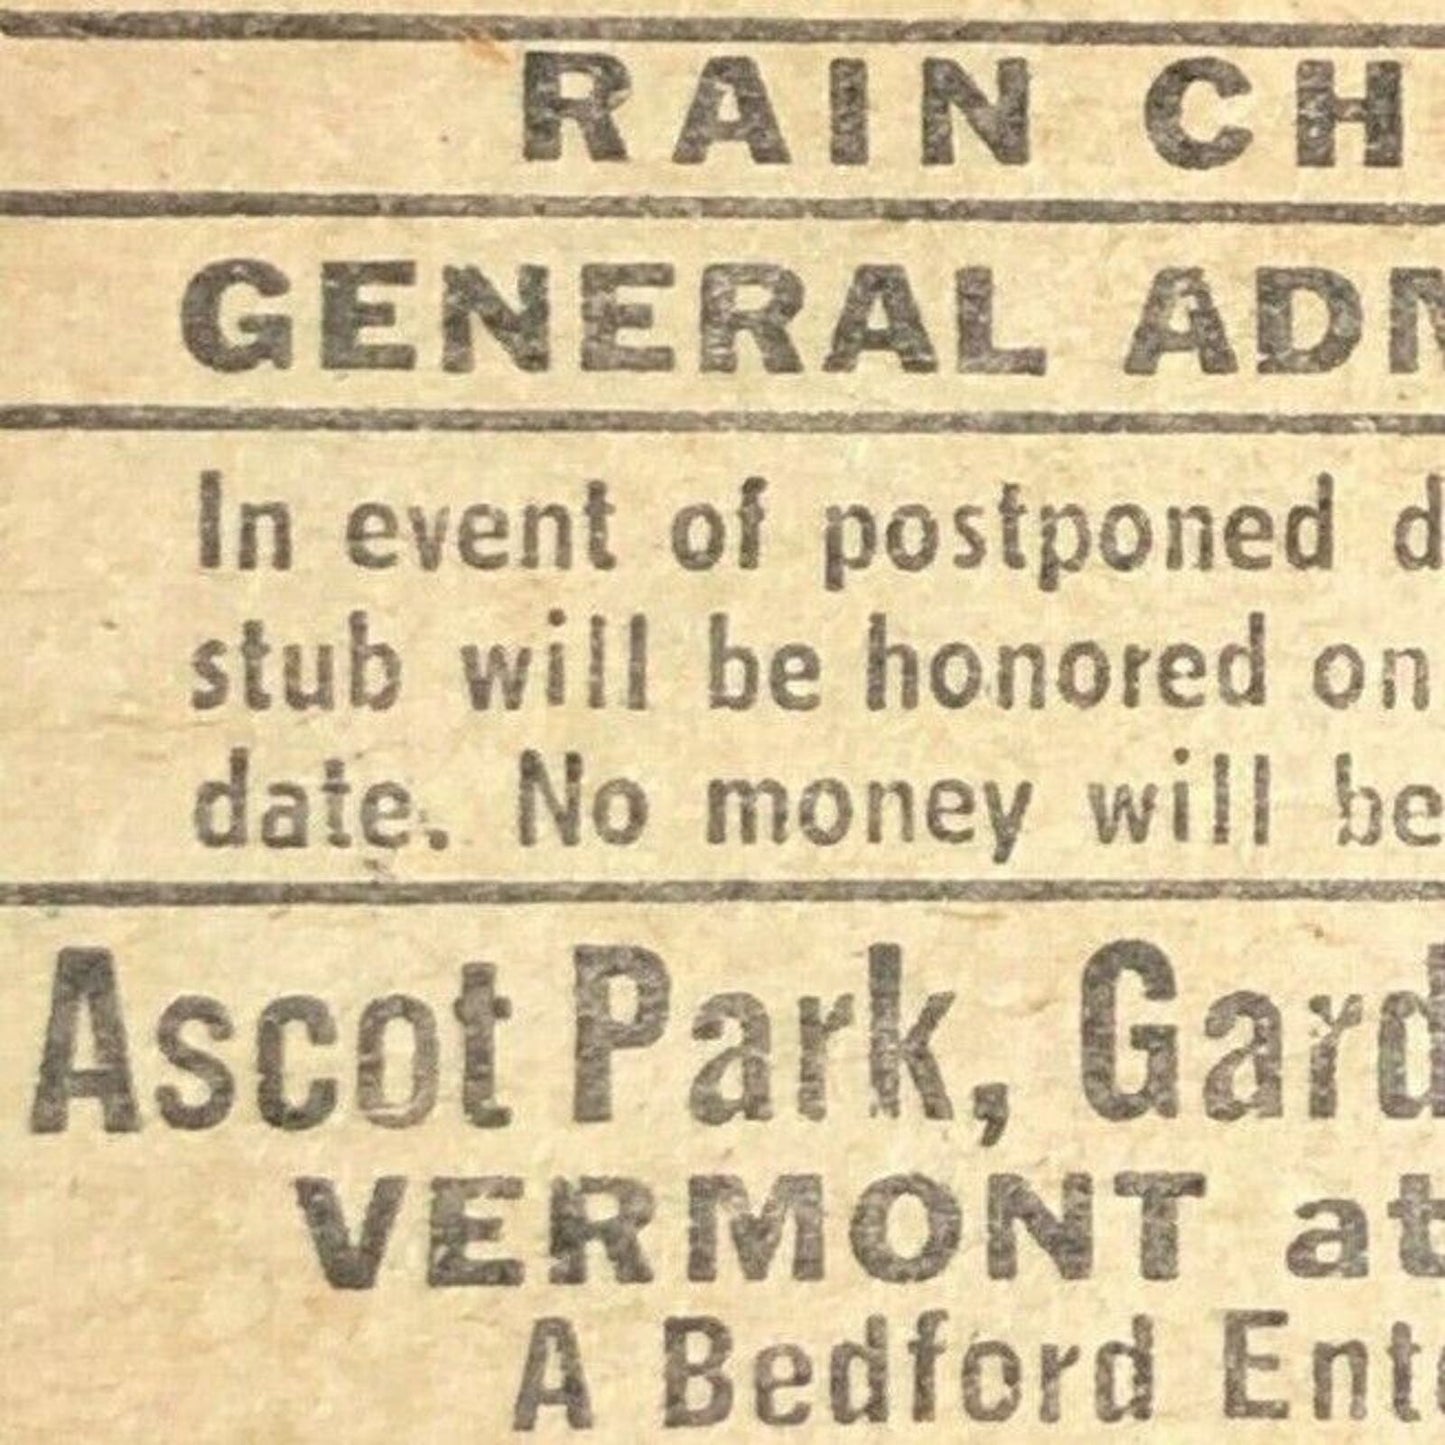 RAIN CH
GENERAL ADM
In event of postponed d
stub will be honored on
date. No money will be
Ascot Park, Gard
VERMONT at
A Bedford Ente